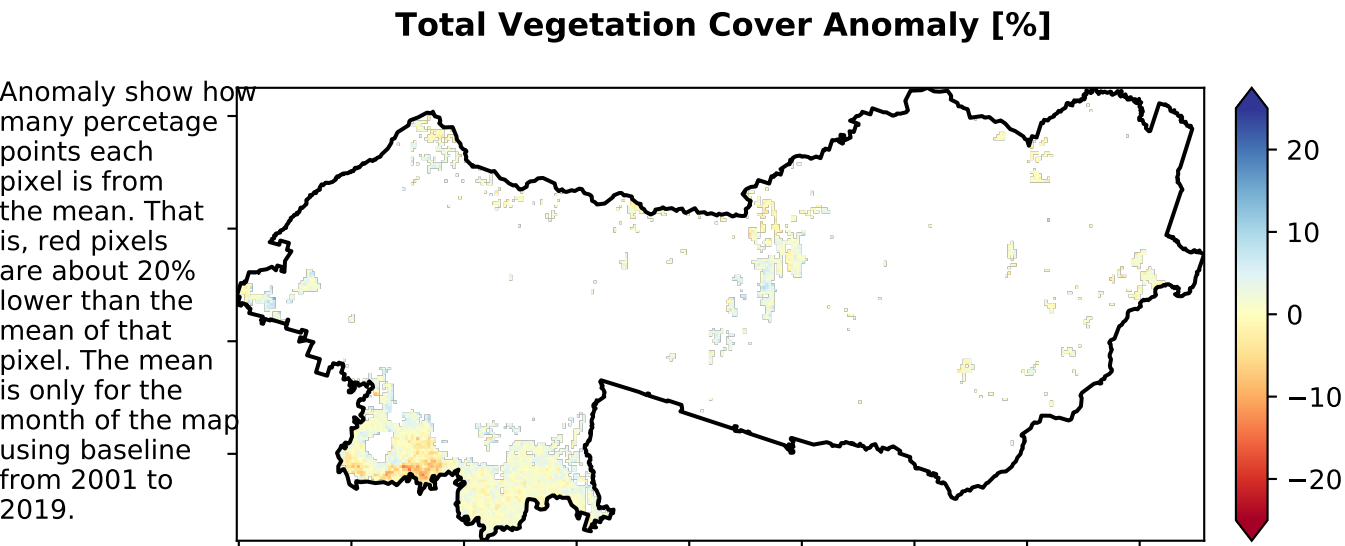 Total Vegetation Cover Anomaly [%]
Anomaly show how
many percetage
points each
pixel is from
the mean. That
is, red pixels
are about 20%
lower than the
mean of that
pixel. The mean
is only for the
month of the map
using baseline
from 2001 to
2019.
20
10
0
−10
−20